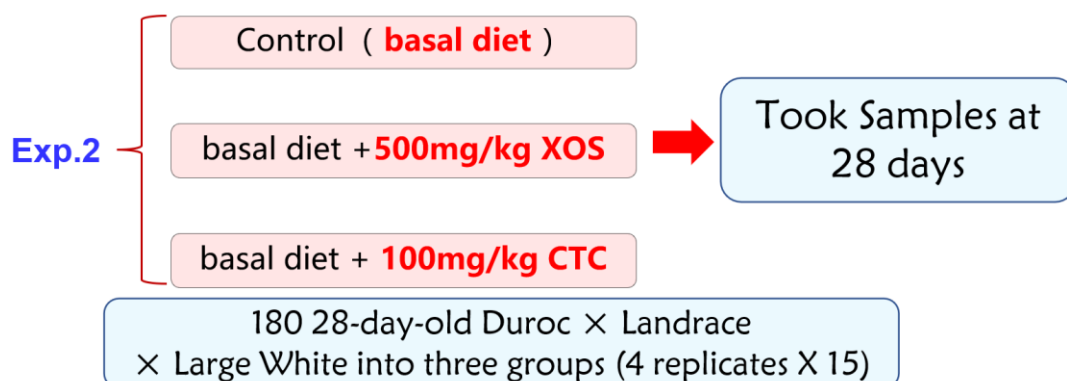 Control ( basal diet )
Exp.2
basal diet +500mg/kg XOS
basal diet + 100mg/kg CTC
Took Samples at
28 days
180 28-day-old Duroc × Landrace
× Large White into three groups (4 replicates X 15)